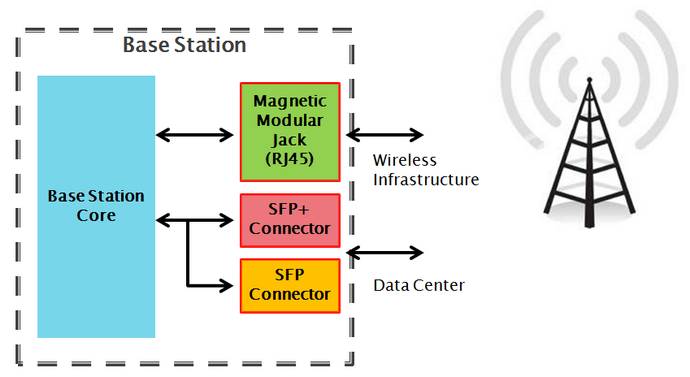 Base Station
Magnetic
Modular
Jack
(RJ45)
Wireless
Infrastructure
Base Station
Core
SFP+
Connector
SFP
Connector
Data Center